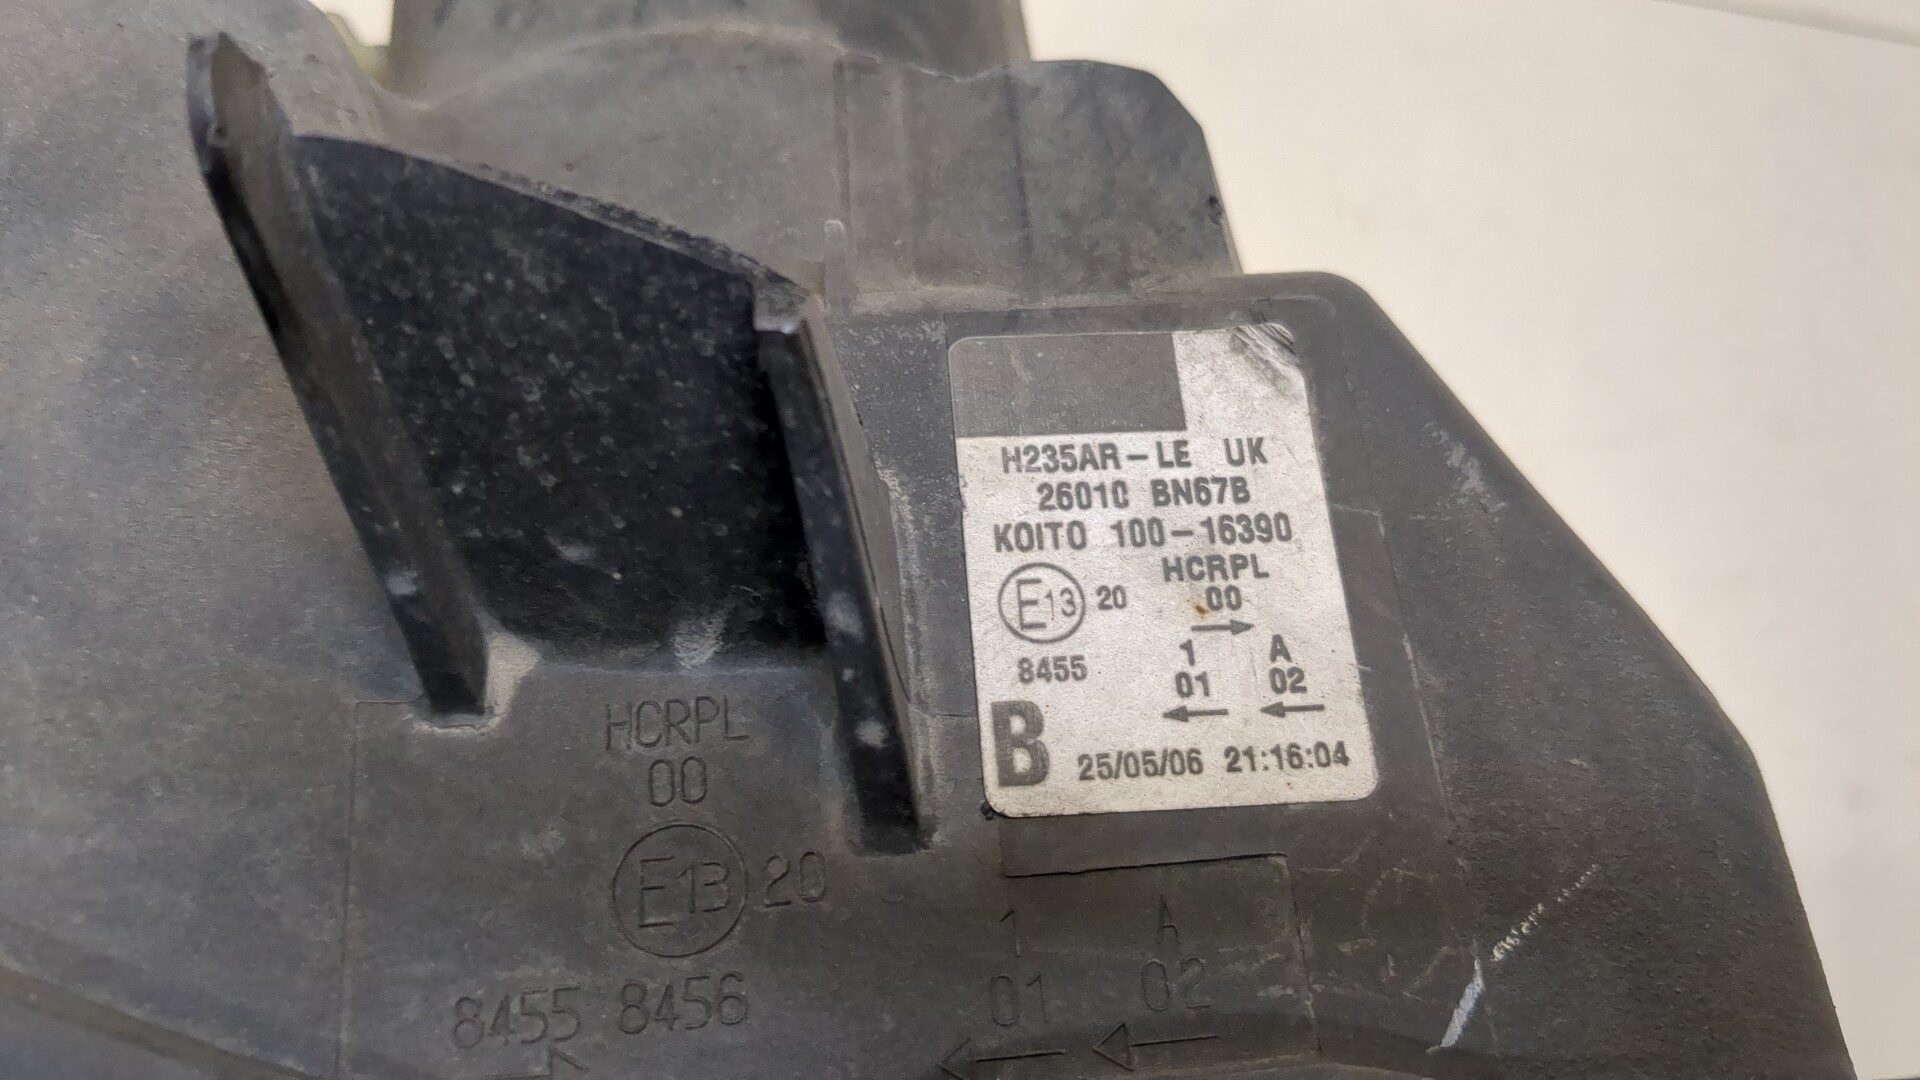 H235AR-LE UK
26010 BN67B
KOITO 100-16390
HCRPL
E13 20 00
→
8455 1 A
01 02
← ←
B 25/05/06 21:16:04
HCRPL
00
E13 20
8455 8456
→
1 A
01 02
← ←